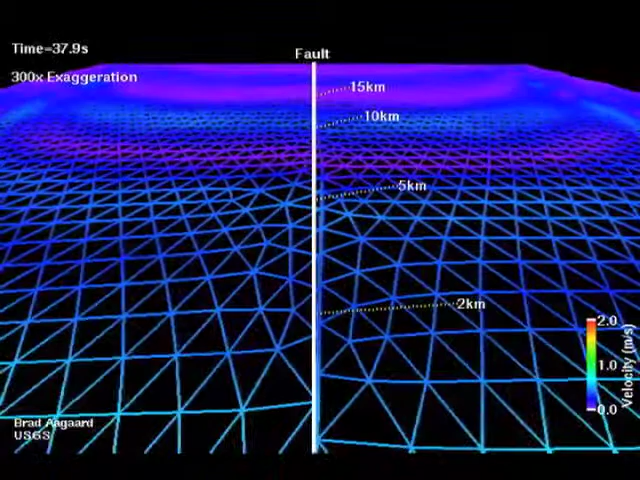 Time=37.9s
Fault
300x Exaggeration
15km
10km
5km
2km
2.0
1.0
0.0
Velocity (m/s)
Brad Aagaard
USGS